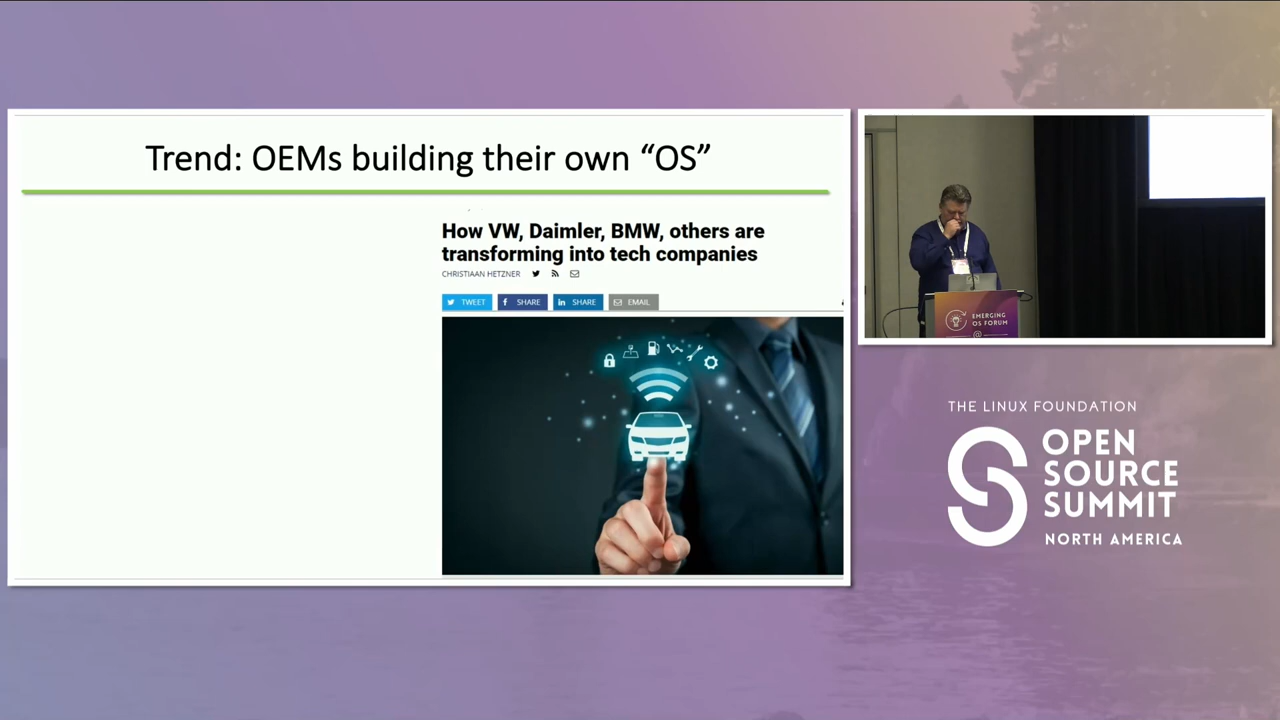 Trend: OEMs building their own “OS”
How VW, Daimler, BMW, others are
transforming into tech companies
CHRISTIAAN HETZNER
TWEET
SHARE
SHARE
EMAIL
EMERGING
OS FORUM
THE LINUX FOUNDATION
OPEN
SOURCE
SUMMIT
NORTH AMERICA